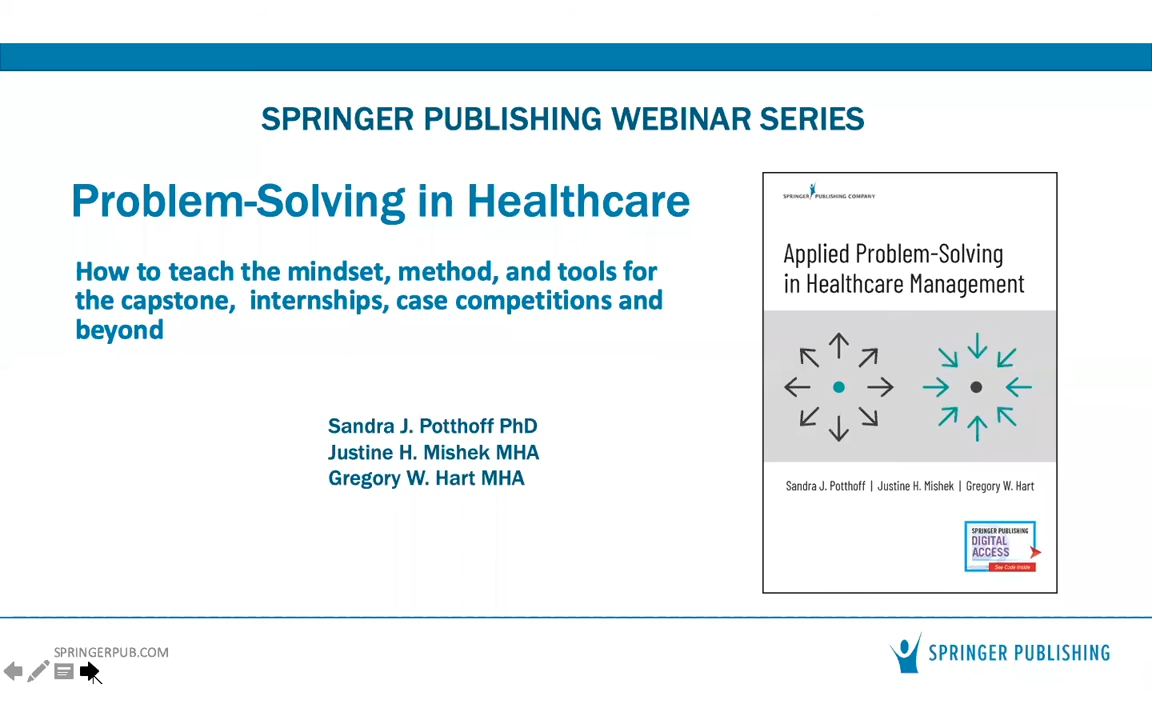 SPRINGER PUBLISHING WEBINAR SERIES
Problem-Solving in Healthcare
How to teach the mindset, method, and tools for
the capstone, internships, case competitions and
beyond
Sandra J. Potthoff PhD
Justine H. Mishek MHA
Gregory W. Hart MHA
SPRINGER PUBLISHING COMPANY
Applied Problem-Solving
in Healthcare Management
Sandra J. Potthoff | Justine H. Mishek | Gregory W. Hart
SPRINGER PUBLISHING
DIGITAL
ACCESS
See Code Inside
SPRINGERPUB.COM
SPRINGER PUBLISHING